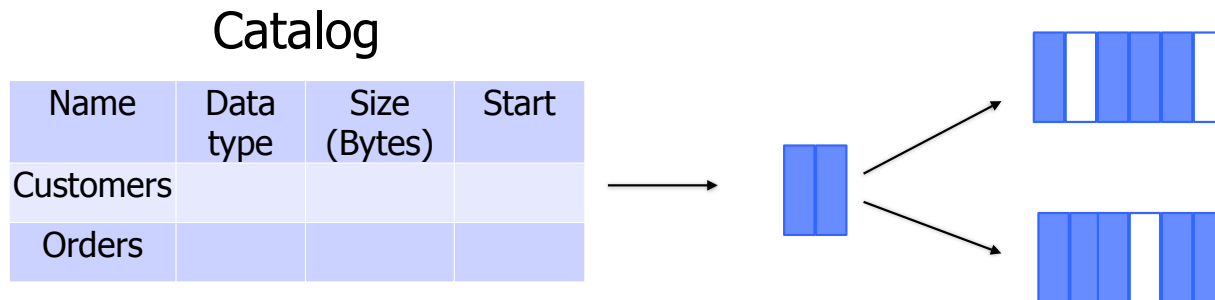 Catalog
Name Data Size Start
type (Bytes)
Customers
Orders